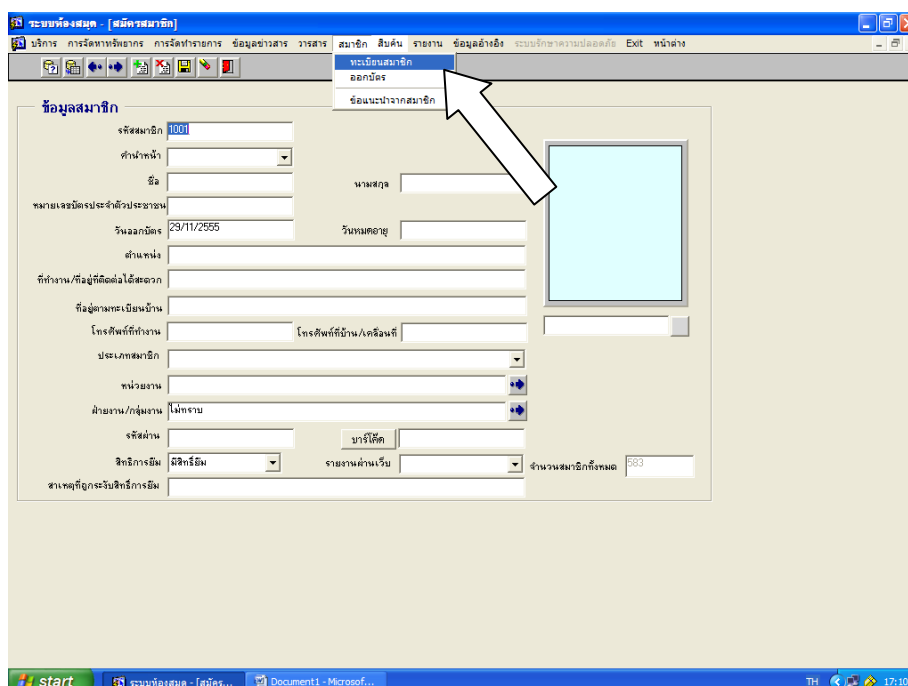 ระบบห้องสมุด - [สมัครสมาชิก]
บริการ การจัดหาทรัพยากร การจัดทำรายการ ข้อมูลข่าวสาร วารสาร สมาชิก สืบค้น รายงาน ข้อมูลอ้างอิง ระบบรักษาความปลอดภัย Exit หน้าต่าง
ทะเบียนสมาชิก
ออกบัตร
ข้อแนะนำจากสมาชิก
ข้อมูลสมาชิก
รหัสสมาชิก 1001
คำนำหน้า
ชื่อ นามสกุล
หมายเลขบัตรประจำตัวประชาชน
วันออกบัตร 29/11/2555 วันหมดอายุ
ตำแหน่ง
ที่ทำงาน/ที่อยู่ที่ติดต่อได้สะดวก
ที่อยู่ตามทะเบียนบ้าน
โทรศัพท์ที่ทำงาน โทรศัพท์ที่บ้าน/เคลื่อนที่
ประเภทสมาชิก
หน่วยงาน
ฝ่ายงาน/กลุ่มงาน ไม่ทราบ
รหัสผ่าน บาร์โค๊ด
สิทธิการยืม มีสิทธิ์ยืม รายงานผ่านเว็บ จำนวนสมาชิกทั้งหมด 583
สาเหตุที่ถูกระงับสิทธิ์การยืม
start ระบบห้องสมุด - [สมัคร... Document1 - Microsof... TH 17:10